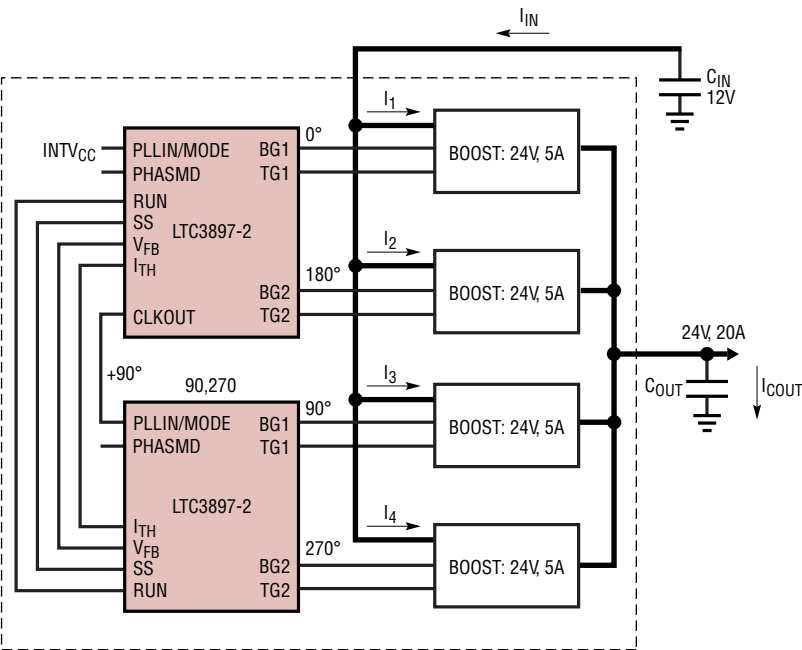 I_IN
C_IN
12V
I_1
0°
INTV_CC
PLLIN/MODE
BG1
PHASMD
TG1
BOOST: 24V, 5A
RUN
SS
LTC3897-2
V_FB
I_TH
I_2
180°
BG2
CLKOUT
TG2
BOOST: 24V, 5A
24V, 20A
+90°
90,270
I_3
C_OUT
I_COUT
90°
PLLIN/MODE
BG1
PHASMD
TG1
BOOST: 24V, 5A
LTC3897-2
I_4
I_TH
V_FB
270°
SS
BG2
RUN
TG2
BOOST: 24V, 5A